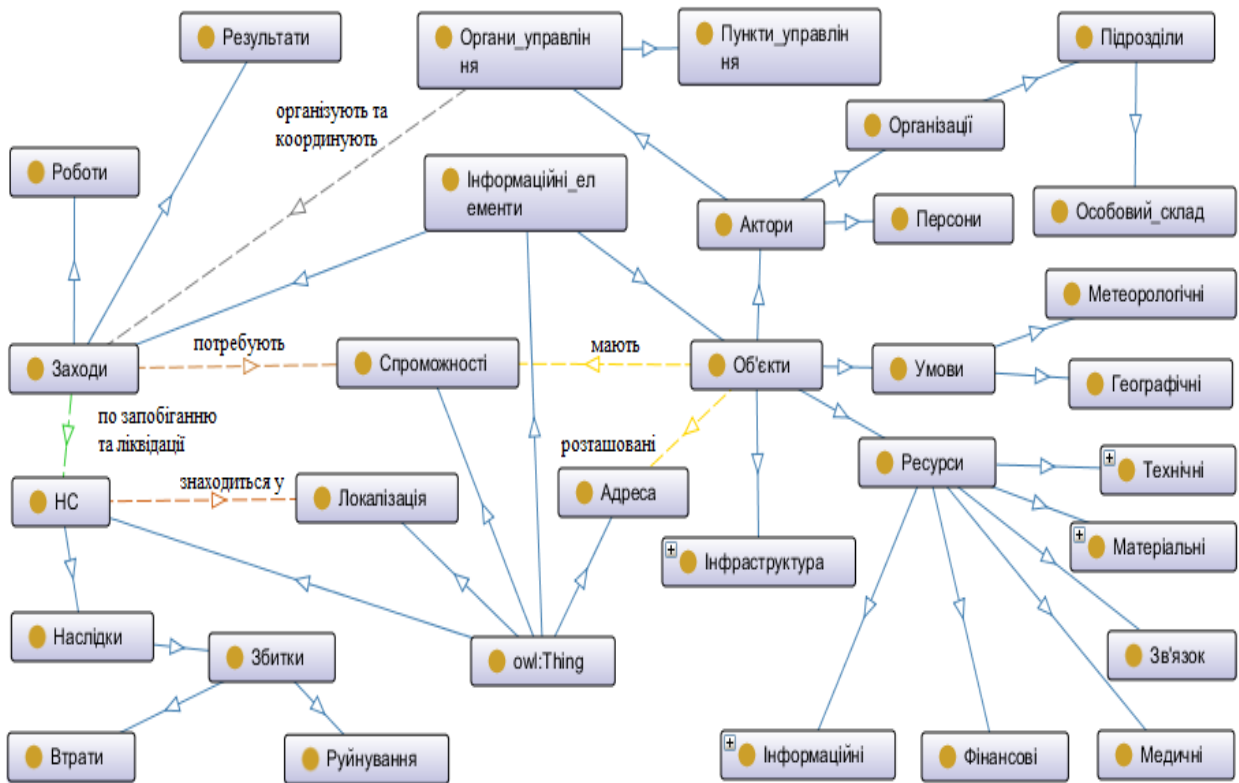 Результати
Органи_управлін
ня
Пункти_управлін
ня
Підрозділи
організують та
координують
Організації
Роботи
Інформаційні_ел
ементи
Актори
Персони
Особовий_склад
Метеорологічні
Заходи
потребують
Спроможності
мають
Об'єкти
Умови
Географічні
по запобіганню
та ліквідації
розташовані
Ресурси
Технічні
НС
знаходиться у
Локалізація
Адреса
Інфраструктура
Матеріальні
Наслідки
Збитки
owl:Thing
Зв'язок
Втрати
Руйнування
Інформаційні
Фінансові
Медичні